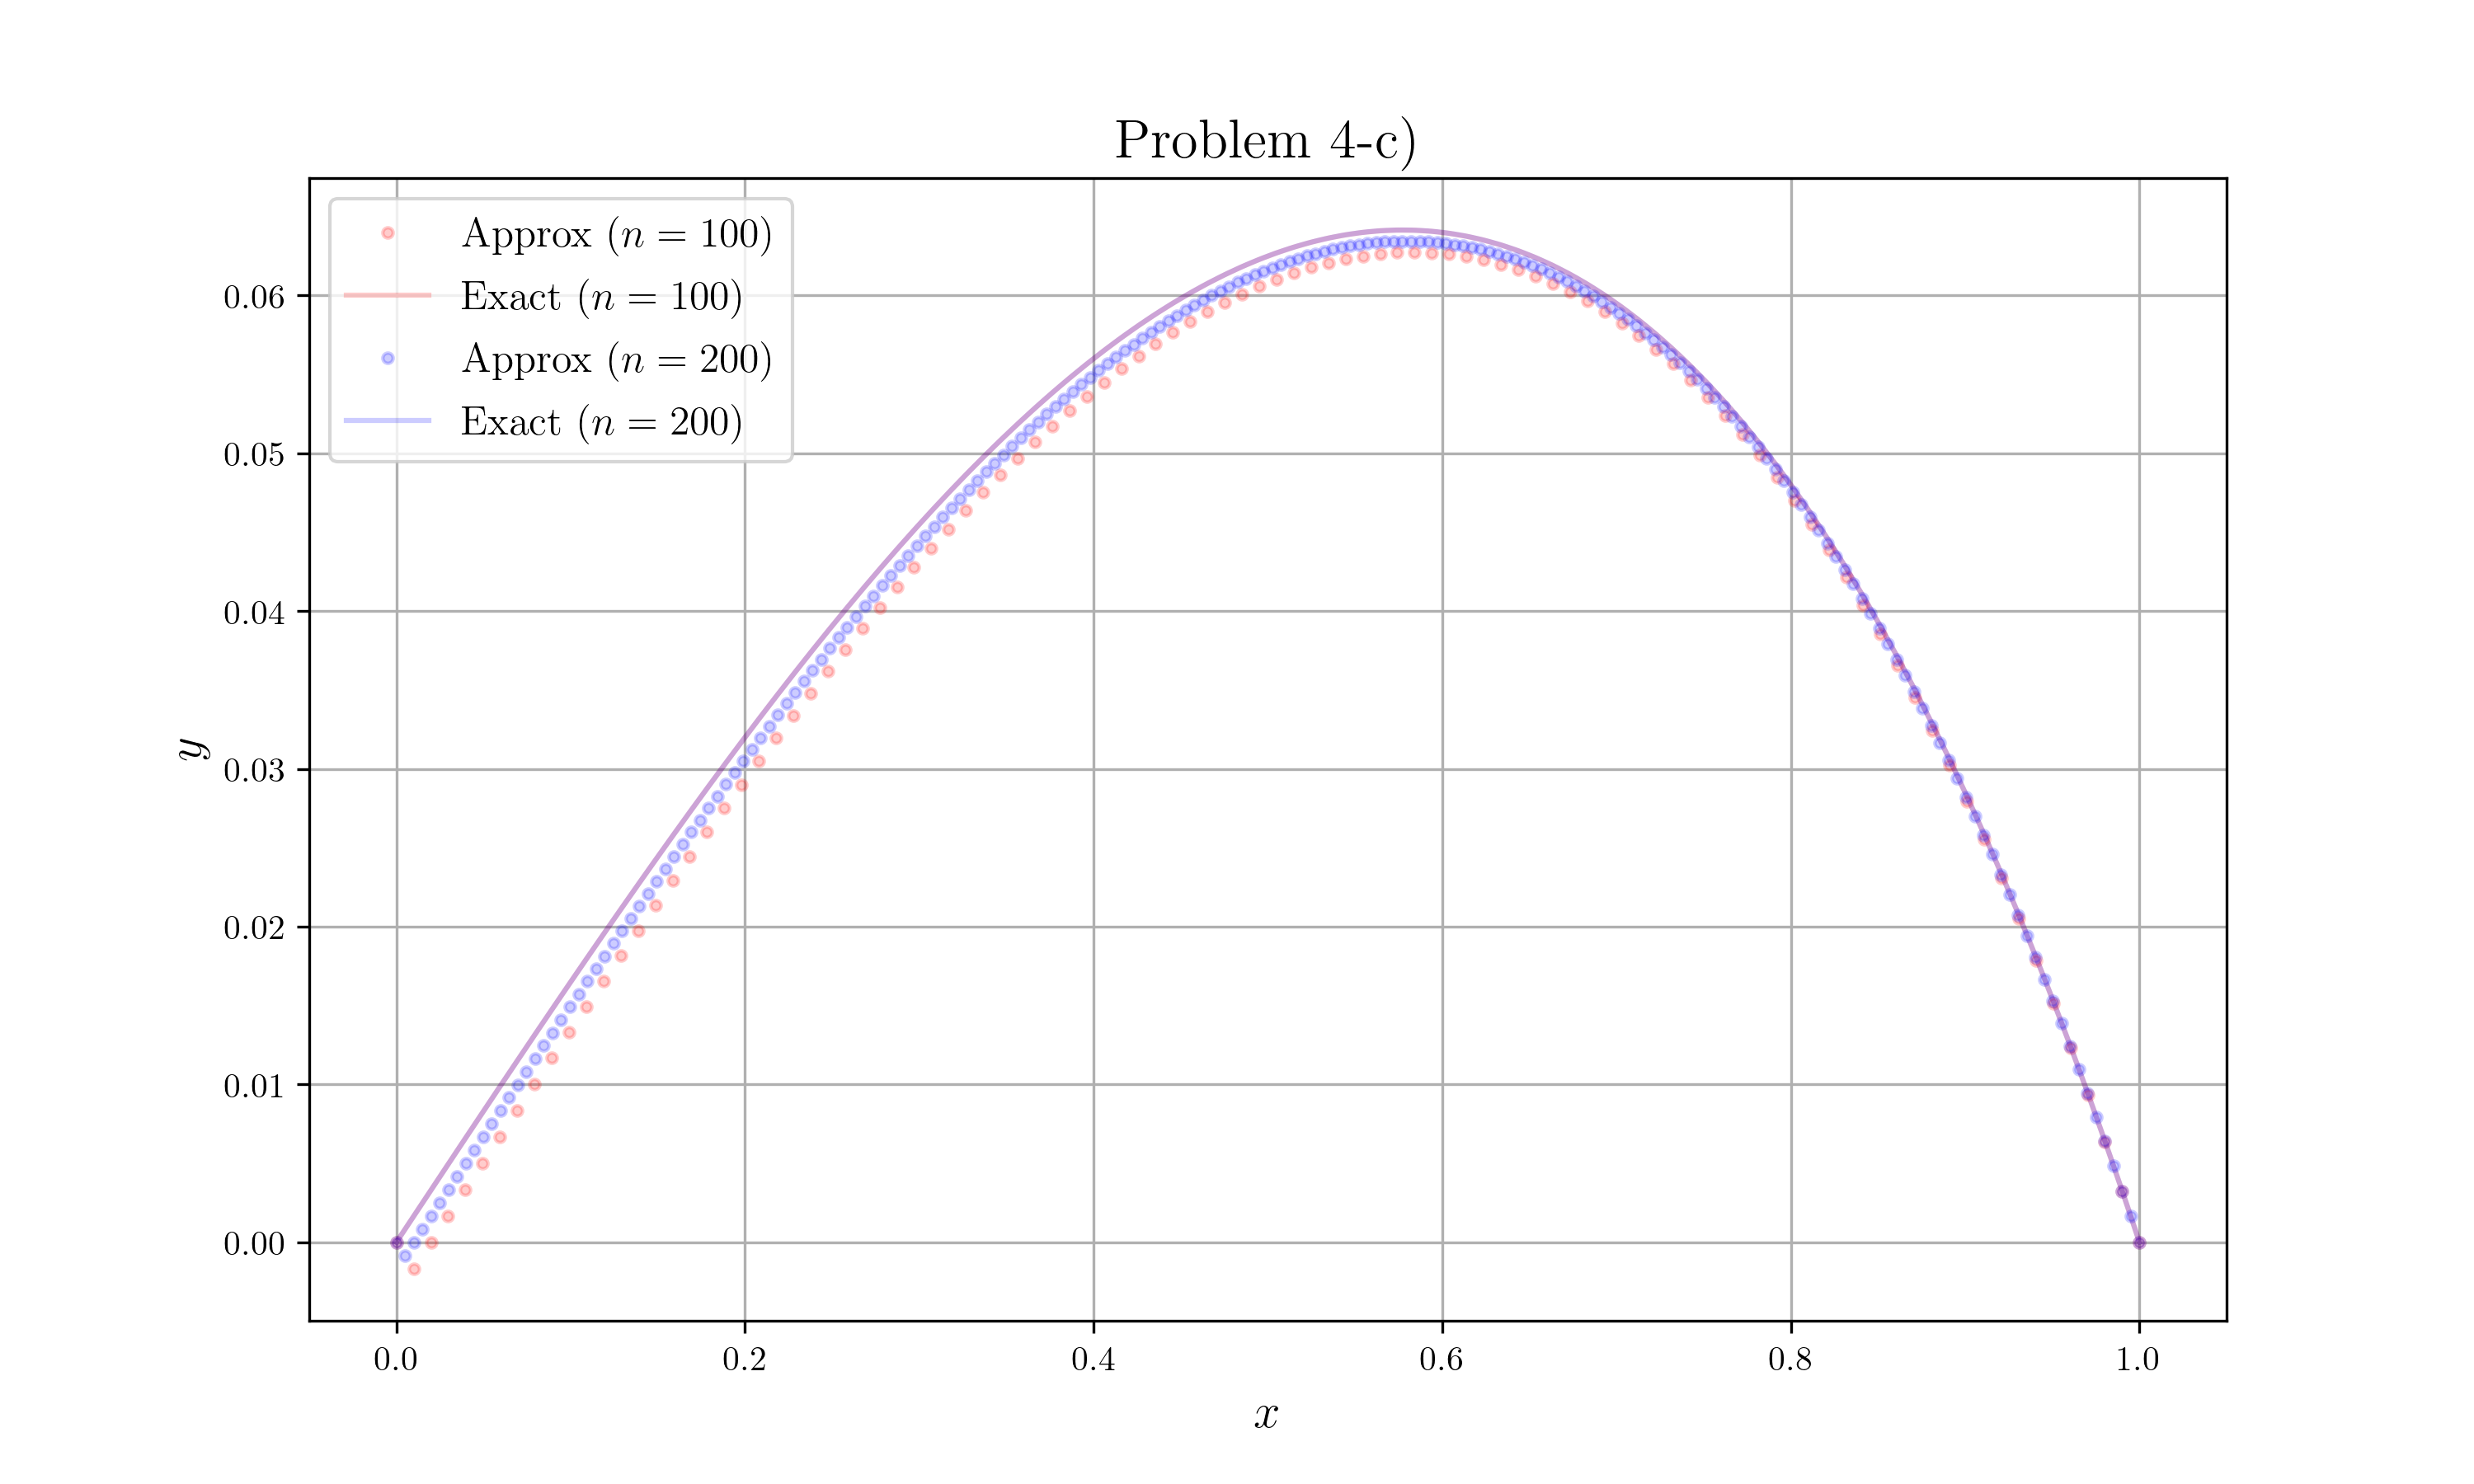 Problem 4-c)
Approx (n = 100)
Exact (n = 100)
Approx (n = 200)
Exact (n = 200)
0.06
0.05
0.04
0.03
0.02
0.01
0.00
y
0.0 0.2 0.4 0.6 0.8 1.0
x